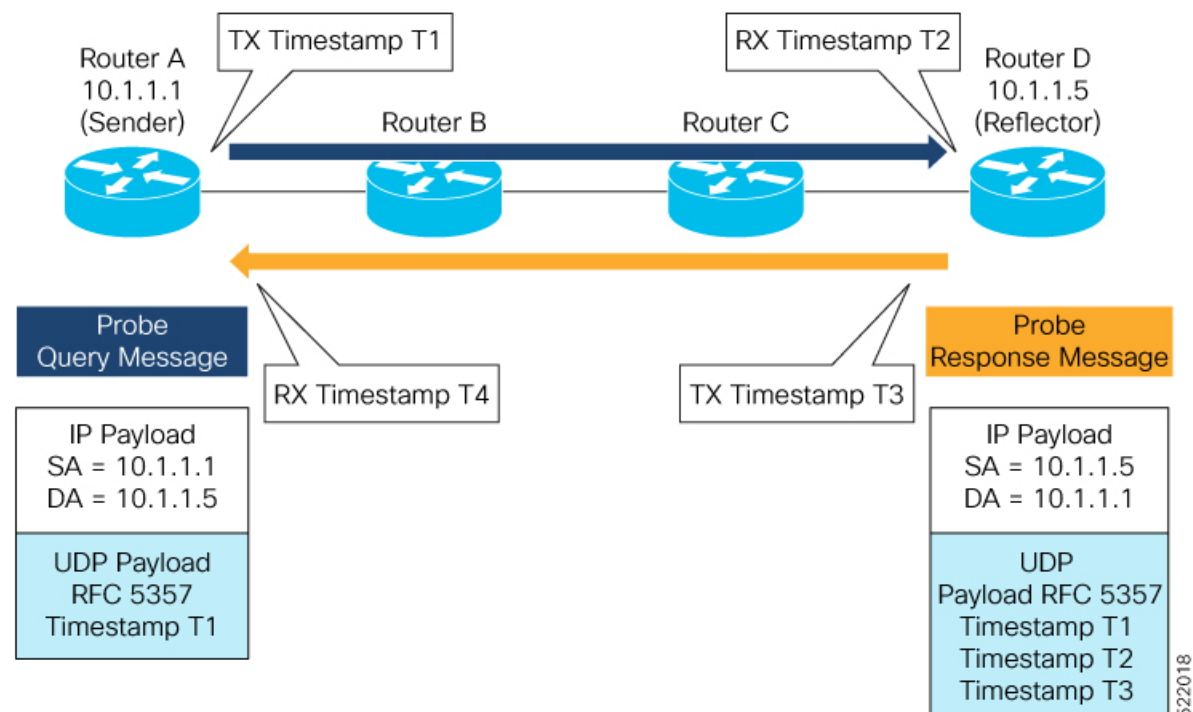 TX Timestamp T1
RX Timestamp T2
Router A
10.1.1.1
(Sender)
Router B
Router C
Router D
10.1.1.5
(Reflector)
Probe
Query Message
RX Timestamp T4
TX Timestamp T3
Probe
Response Message
IP Payload
SA = 10.1.1.1
DA = 10.1.1.5
UDP Payload
RFC 5357
Timestamp T1
IP Payload
SA = 10.1.1.5
DA = 10.1.1.1
UDP
Payload RFC 5357
Timestamp T1
Timestamp T2
Timestamp T3
522018